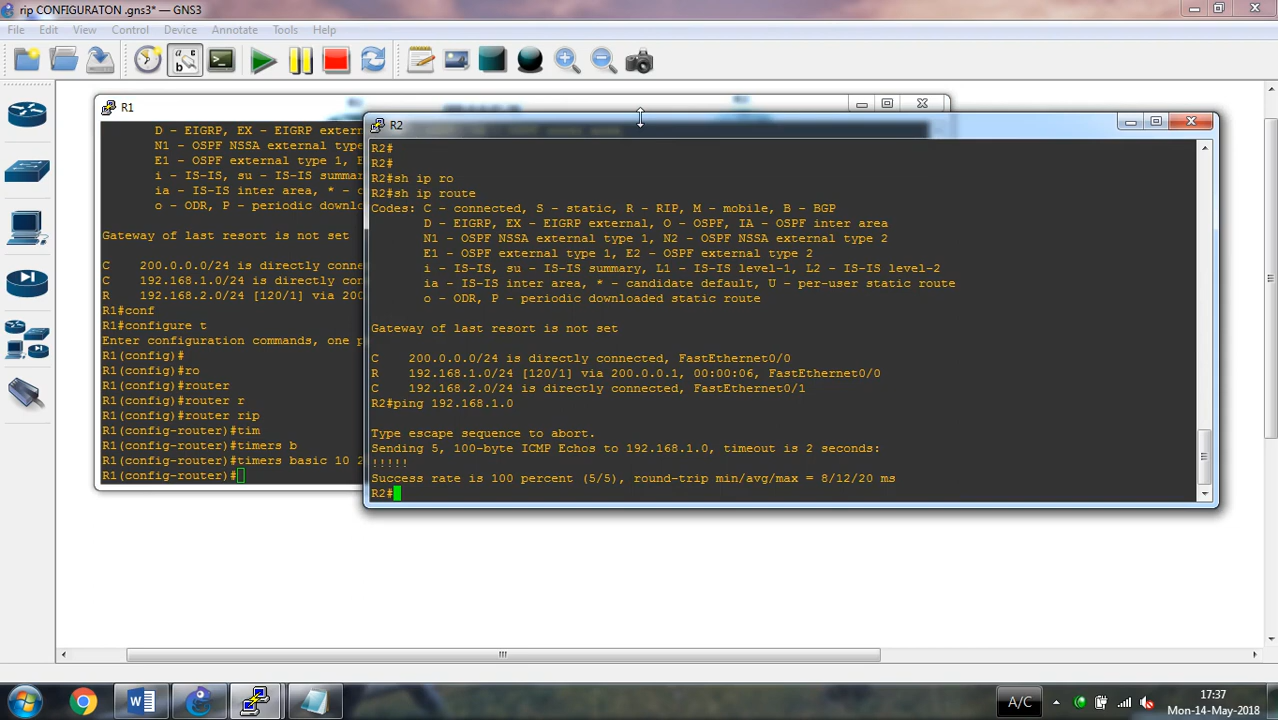 rip CONFIGURATON .gns3* — GNS3
File Edit View Control Device Annotate Tools Help
R1
D - EIGRP, EX - EIGRP exter
N1 - OSPF NSSA external type
E1 - OSPF external type 1, E
i - IS-IS, su - IS-IS summa
ia - IS-IS inter area, * - c
o - ODR, P - periodic downl
Gateway of last resort is not set
C 200.0.0.0/24 is directly conne
C 192.168.1.0/24 is directly con
R 192.168.2.0/24 [120/1] via 200
R1#conf
R1#configure t
Enter configuration commands, one p
R1(config)#
R1(config)#ro
R1(config)#router
R1(config)#router r
R1(config)#router rip
R1(config-router)#tim
R1(config-router)#timers b
R1(config-router)#timers basic 10 2
R1(config-router)#
R2
R2#
R2#
R2#sh ip ro
R2#sh ip route
Codes: C - connected, S - static, R - RIP, M - mobile, B - BGP
D - EIGRP, EX - EIGRP external, O - OSPF, IA - OSPF inter area
N1 - OSPF NSSA external type 1, N2 - OSPF NSSA external type 2
E1 - OSPF external type 1, E2 - OSPF external type 2
i - IS-IS, su - IS-IS summary, L1 - IS-IS level-1, L2 - IS-IS level-2
ia - IS-IS inter area, * - candidate default, U - per-user static route
o - ODR, P - periodic downloaded static route
Gateway of last resort is not set
C 200.0.0.0/24 is directly connected, FastEthernet0/0
R 192.168.1.0/24 [120/1] via 200.0.0.1, 00:00:06, FastEthernet0/0
C 192.168.2.0/24 is directly connected, FastEthernet0/1
R2#ping 192.168.1.0
Type escape sequence to abort.
Sending 5, 100-byte ICMP Echos to 192.168.1.0, timeout is 2 seconds:
!!!!!
Success rate is 100 percent (5/5), round-trip min/avg/max = 8/12/20 ms
R2#
A/C
17:37
Mon-14-May-2018